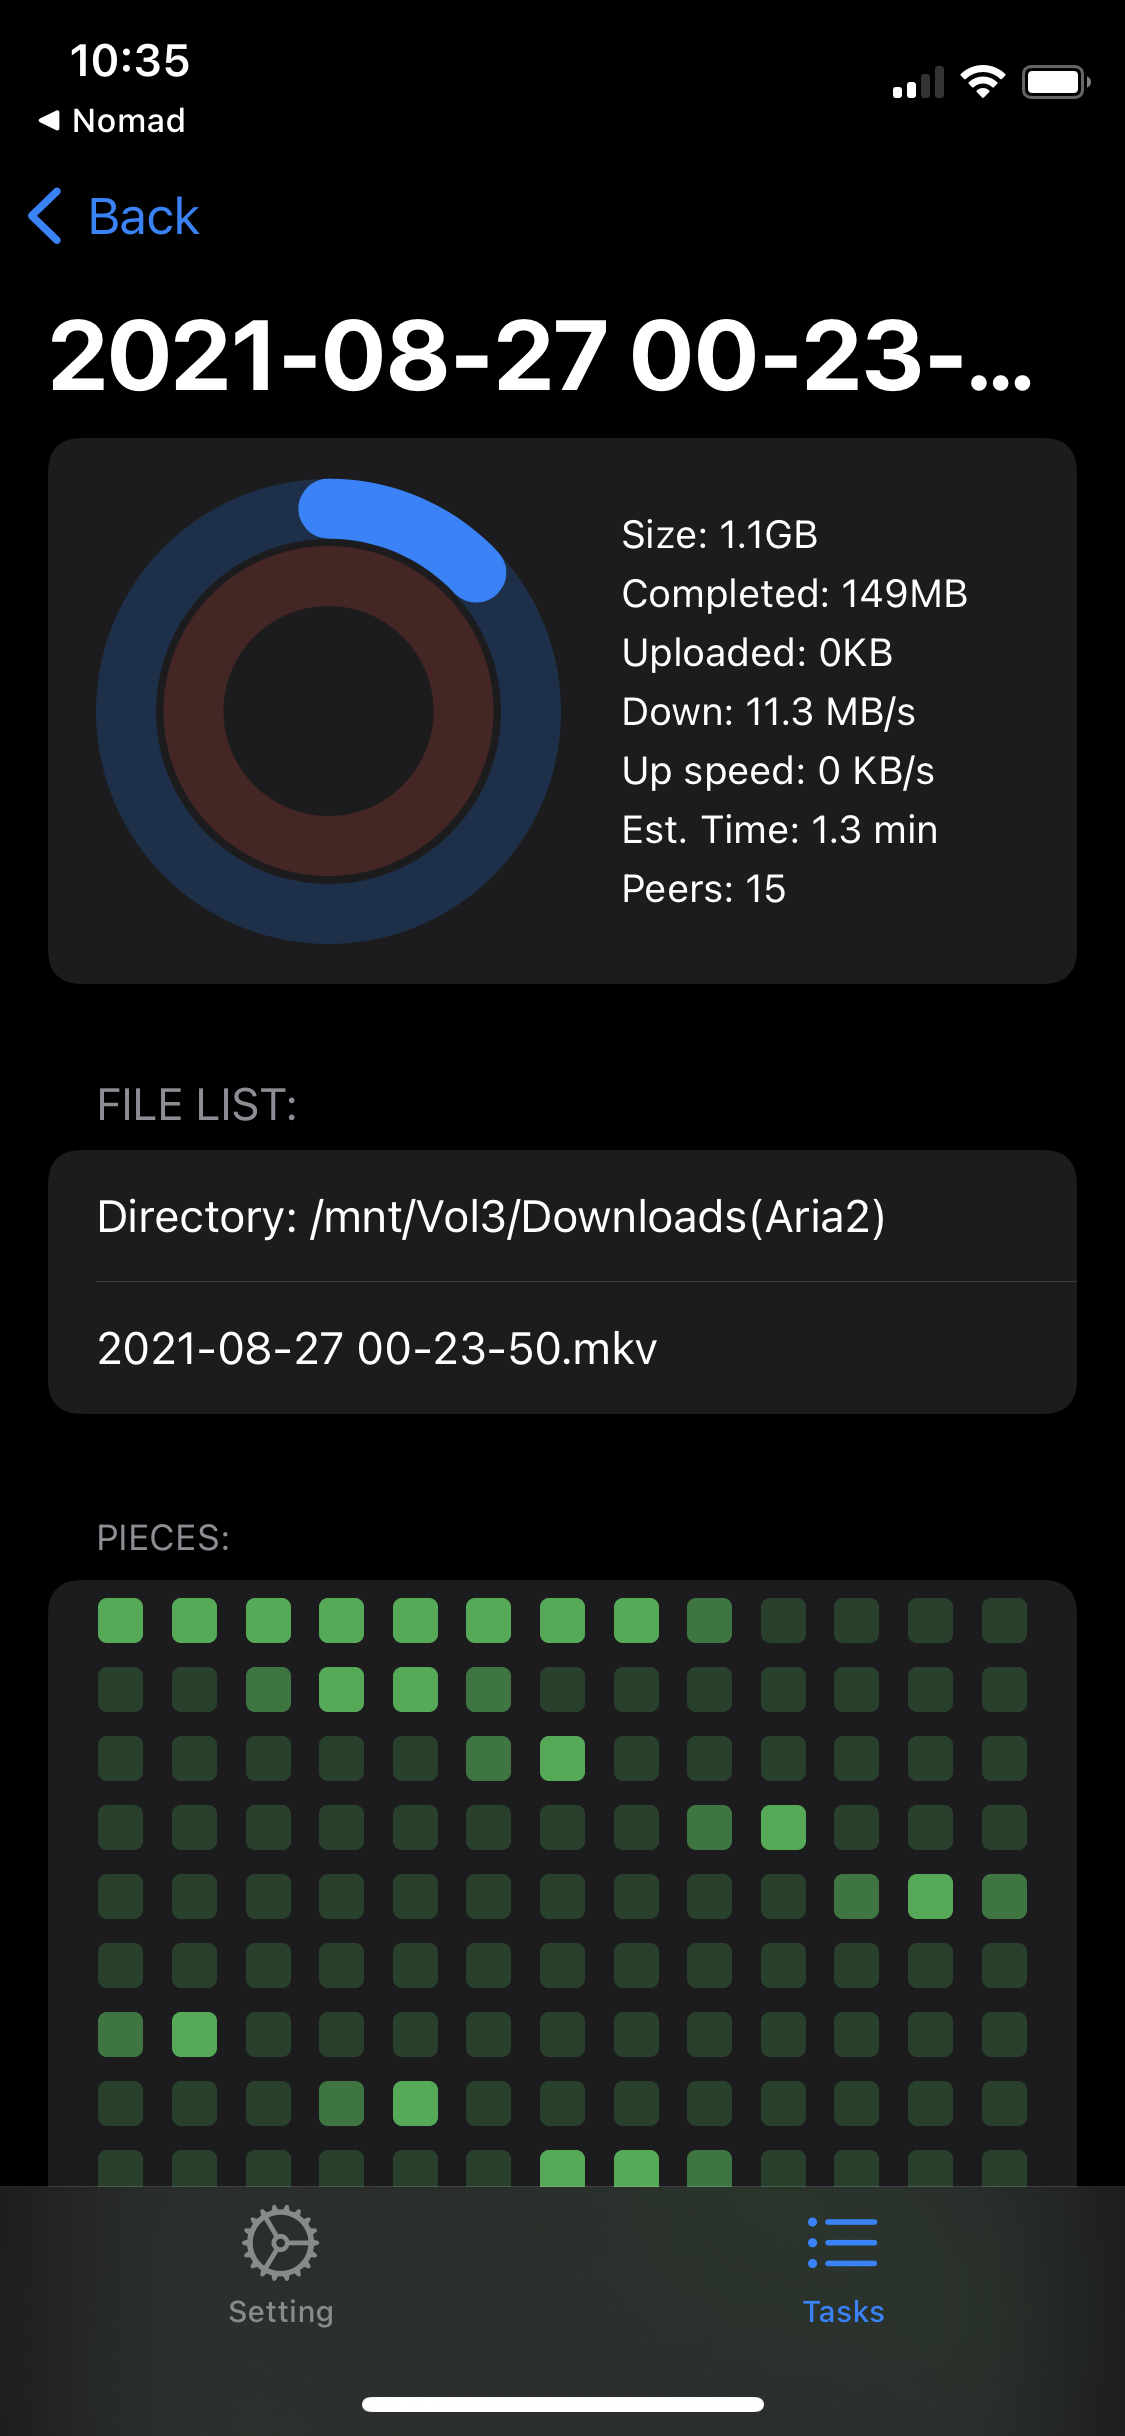 10:35
◀ Nomad
Back
2021-08-27 00-23-...
Size: 1.1GB
Completed: 149MB
Uploaded: 0KB
Down: 11.3 MB/s
Up speed: 0 KB/s
Est. Time: 1.3 min
Peers: 15
FILE LIST:
Directory: /mnt/Vol3/Downloads(Aria2)
2021-08-27 00-23-50.mkv
PIECES:
Setting
Tasks